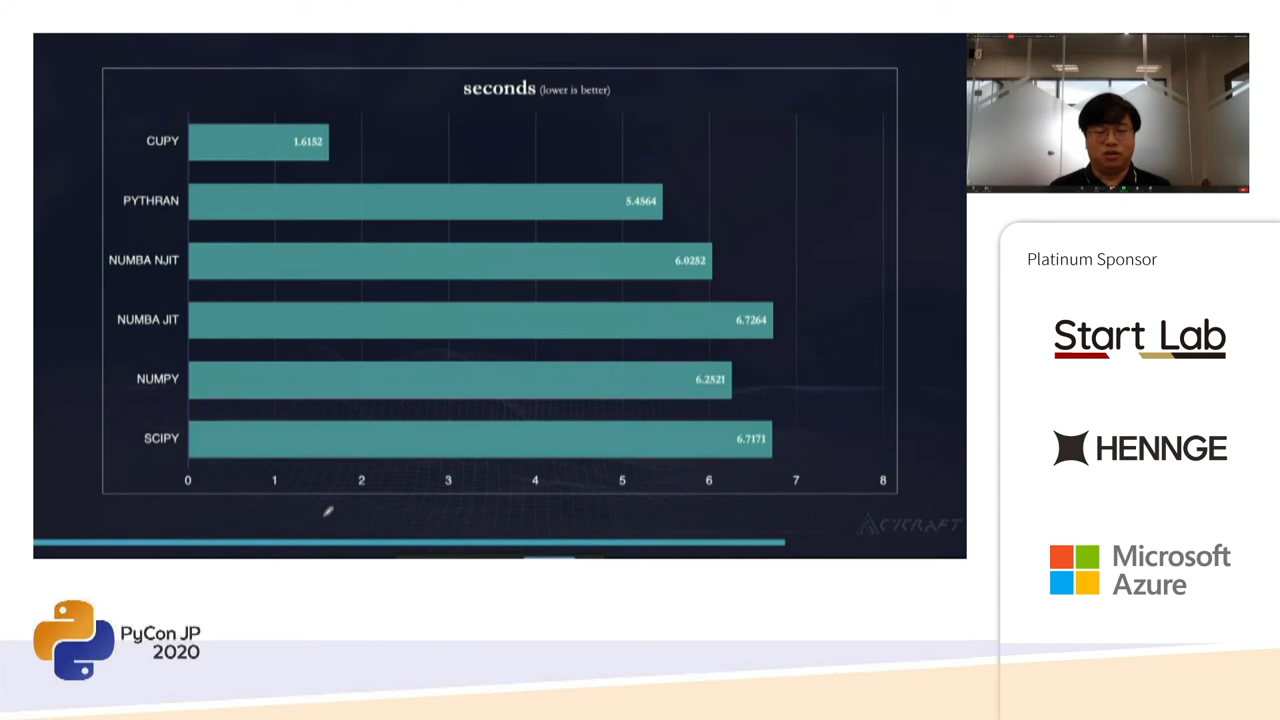 seconds (lower is better)
CUPY 1.6152
PYTHRAN 5.4564
NUMBA NJIT 6.0252
NUMBA JIT 6.7264
NUMPY 6.2521
SCIPY 6.7171
0 1 2 3 4 5 6 7 8
CYCRAFT
Platinum Sponsor
Start Lab
HENNGE
Microsoft
Azure
PyCon JP
2020